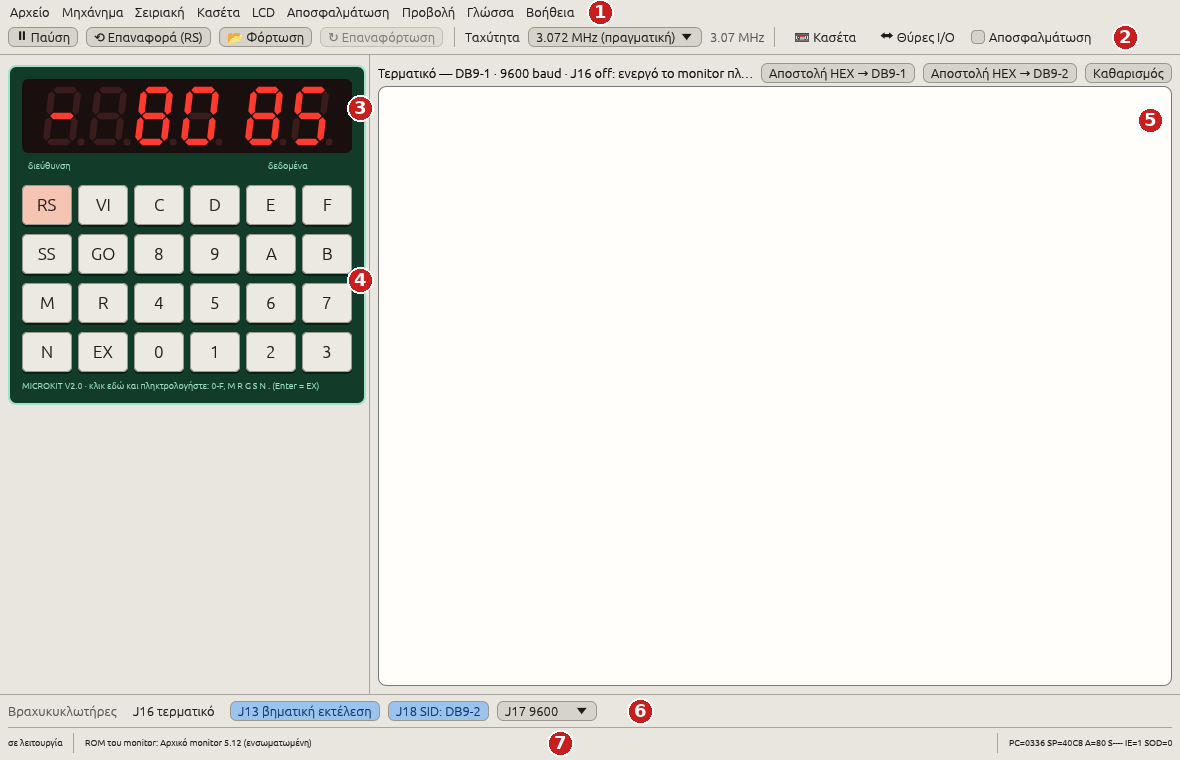 Αρχείο Μηχάνημα Σειριακή Κασέτα LCD Αποσφαλμάτωση Προβολή Γλώσσα Βοήθεια 1
Παύση Επαναφορά (RS) Φόρτωση Επαναφόρτωση Ταχύτητα 3.072 MHz (πραγματική) 3.07 MHz Κασέτα Θύρες I/O Αποσφαλμάτωση 2
- 80 85 3
διεύθυνση δεδομένα
RS VI C D E F
SS GO 8 9 A B
4
M R 4 5 6 7
N EX 0 1 2 3
MICROKIT V2.0 · κλικ εδώ και πληκτρολογήστε: 0-F, M R G S N . (Enter = EX)
Τερματικό — DB9-1 · 9600 baud · J16 off: ενεργό το monitor πλ… Αποστολή HEX → DB9-1 Αποστολή HEX → DB9-2 Καθαρισμός
5
Βραχυκυκλωτήρες J16 τερματικό J13 βηματική εκτέλεση J18 SID: DB9-2 J17 9600 6
σε λειτουργία ROM του monitor: Αρχικό monitor 5.12 (ενσωματωμένη) 7 PC=0336 SP=40C8 A=80 S---- IE=1 SOD=0